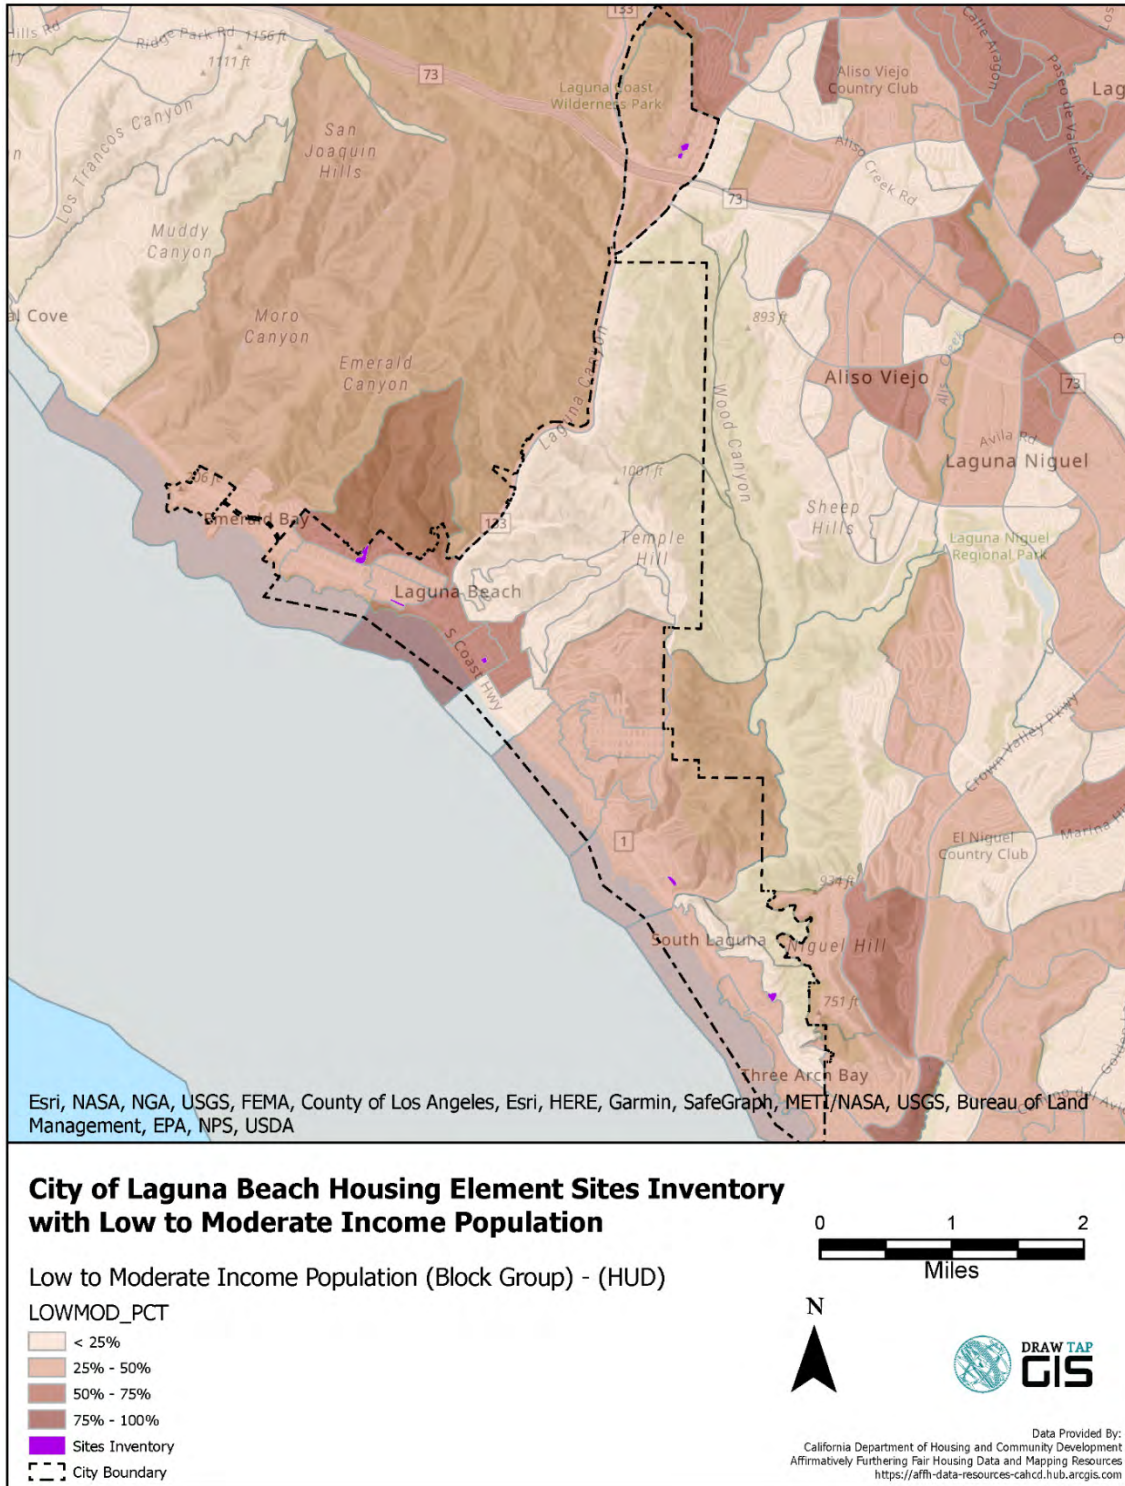 133
Hills Rd
Ridge Park Rd
1156 ft
1111 ft
73
Laguna Coast
Wilderness Park
Aliso Viejo
Country Club
Calle Aragon
Paseo de Valencia
Lag
Los
Los Trancos Canyon
San
Joaquin
Hills
Aliso Creek Rd
73
Muddy
Canyon
al Cove
Moro
Canyon
Emerald
Canyon
893 ft
Laguna Canyon
Wood Canyon
Aliso Viejo
73
Avila Rd
Laguna Niguel
1001 ft
Sheep
Hills
Emerald Bay
133
Temple
Hill
Laguna Niguel
Regional Park
Laguna Beach
S Coast Hwy
Crown Valley Pkwy
1
El Niguel
Country Club
934 ft
South Laguna
Niguel Hill
751 ft
Three Arch Bay
Esri, NASA, NGA, USGS, FEMA, County of Los Angeles, Esri, HERE, Garmin, SafeGraph, METI/NASA, USGS, Bureau of Land
Management, EPA, NPS, USDA
City of Laguna Beach Housing Element Sites Inventory
with Low to Moderate Income Population
Low to Moderate Income Population (Block Group) - (HUD)
LOWMOD_PCT
< 25%
25% - 50%
50% - 75%
75% - 100%
Sites Inventory
City Boundary
0 1 2
Miles
N
DRAW TAP
GIS
Data Provided By:
California Department of Housing and Community Development
Affirmatively Furthering Fair Housing Data and Mapping Resources
https://affh-data-resources-cahcd.hub.arcgis.com